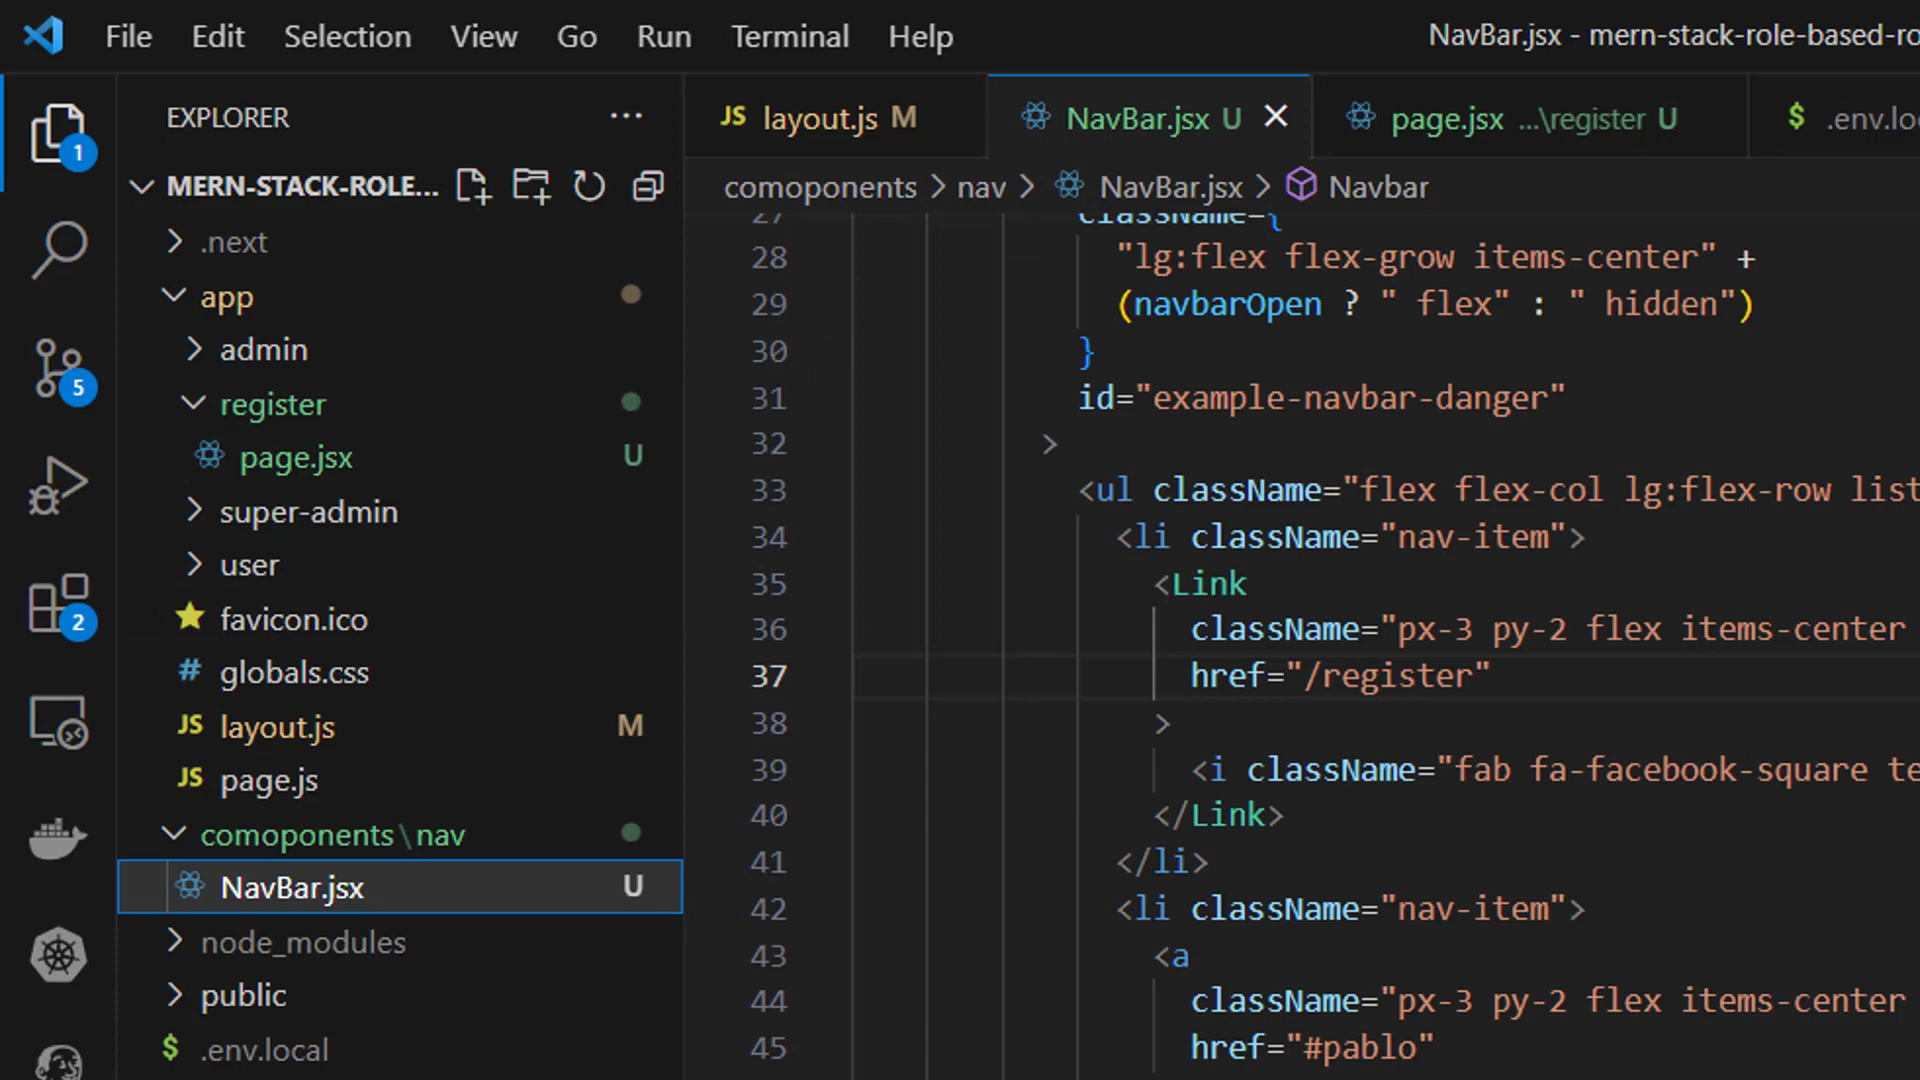 File Edit Selection View Go Run Terminal Help
NavBar.jsx - mern-stack-role-based-ro
EXPLORER
MERN-STACK-ROLE...
.next
app
admin
register
page.jsx U
super-admin
user
favicon.ico
# globals.css
JS layout.js M
JS page.js
comoponents\nav
NavBar.jsx U
node_modules
public
$ .env.local
1
5
2
JS layout.js M
NavBar.jsx U
page.jsx ...\register U
$ .env.lo
comoponents > nav > NavBar.jsx > Navbar
27 className={
28 "lg:flex flex-grow items-center" +
29 (navbarOpen ? " flex" : " hidden")
30 }
31 id="example-navbar-danger"
32 >
33 <ul className="flex flex-col lg:flex-row list
34 <li className="nav-item">
35 <Link
36 className="px-3 py-2 flex items-center
37 href="/register"
38 >
39 <i className="fab fa-facebook-square te
40 </Link>
41 </li>
42 <li className="nav-item">
43 <a
44 className="px-3 py-2 flex items-center
45 href="#pablo"